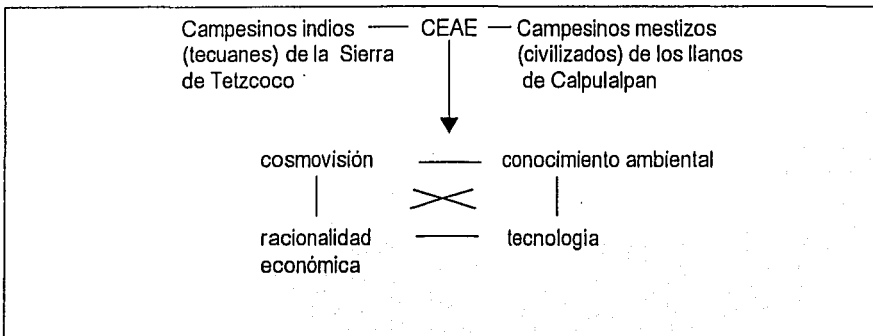 Campesinos indios CEAE Campesinos mestizos
(tecuanes) de la Sierra (civilizados) de los llanos
de Tetzcoco de Calpulalpan
cosmovisión conocimiento ambiental
racionalidad tecnologia
económica